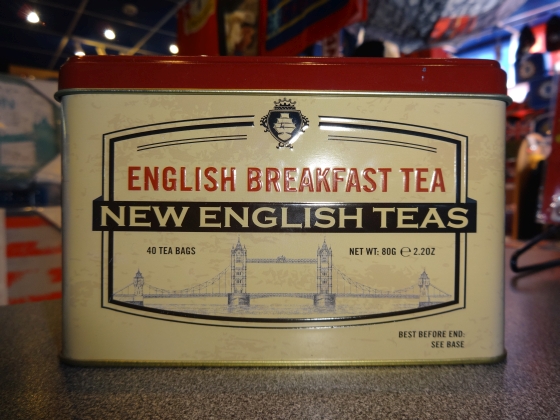 ENGLISH BREAKFAST TEA
NEW ENGLISH TEAS
40 TEA BAGS
NET WT: 80G ℮ 2.2OZ
BEST BEFORE END:
SEE BASE